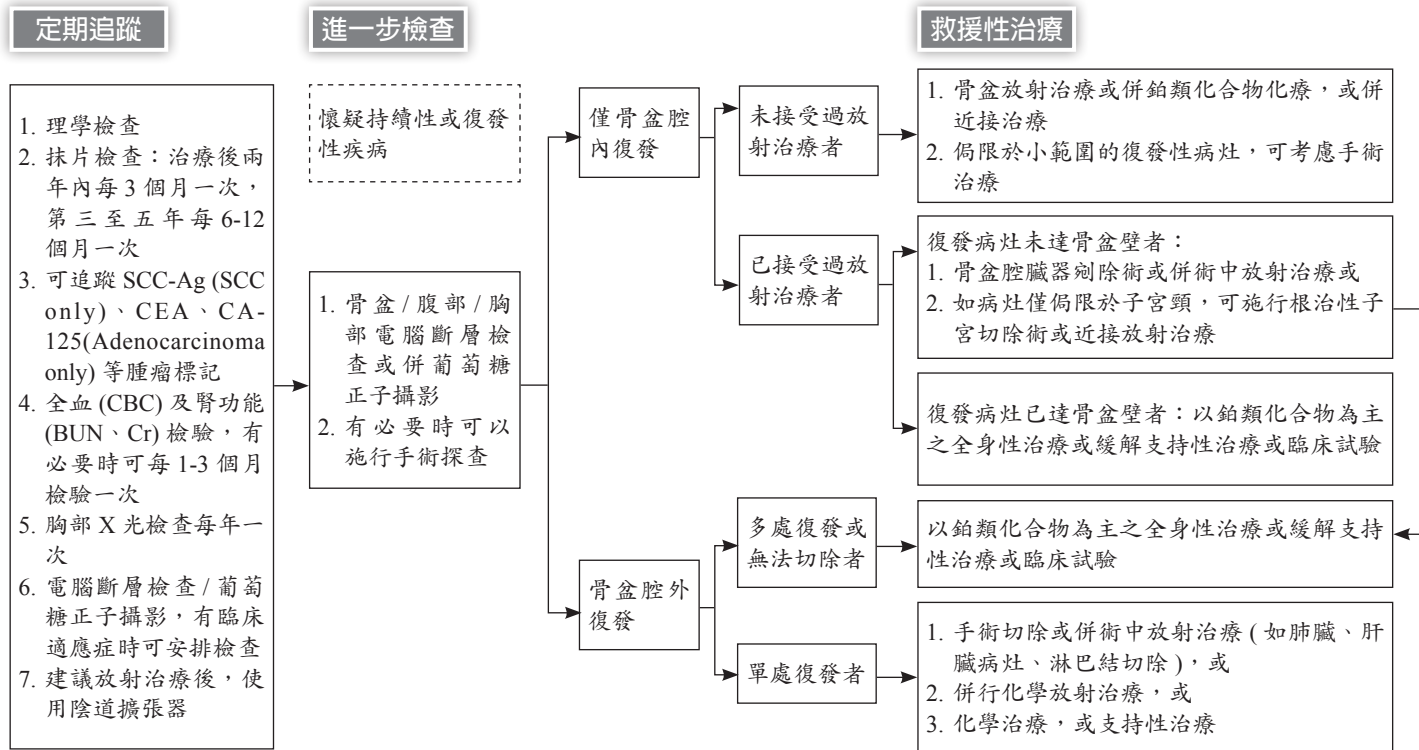 定期追蹤
進一步檢查
救援性治療
1. 理學檢查
2. 抹片檢查：治療後兩
年內每 3 個月一次，
第三至五年每 6-12
個月一次
3. 可追蹤 SCC-Ag (SCC
only)、CEA、CA-
125(Adenocarcinoma
only) 等腫瘤標記
4. 全血 (CBC) 及腎功能
(BUN、Cr) 檢驗，有
必要時可每 1-3 個月
檢驗一次
5. 胸部 X 光檢查每年一
次
6. 電腦斷層檢查 / 葡萄
糖正子攝影，有臨床
適應症時可安排檢查
7. 建議放射治療後，使
用陰道擴張器
懷疑持續性或復發
性疾病
1. 骨盆 / 腹部 / 胸
部電腦斷層檢
查或併葡萄糖
正子攝影
2. 有必要時可以
施行手術探查
僅骨盆腔
內復發
未接受過放
射治療者
1. 骨盆放射治療或併鉑類化合物化療，或併
近接治療
2. 侷限於小範圍的復發性病灶，可考慮手術
治療
已接受過放
射治療者
復發病灶未達骨盆壁者：
1. 骨盆腔臟器剜除術或併術中放射治療或
2. 如病灶僅侷限於子宮頸，可施行根治性子
宮切除術或近接放射治療
復發病灶已達骨盆壁者：以鉑類化合物為主
之全身性治療或緩解支持性治療或臨床試驗
骨盆腔外
復發
多處復發或
無法切除者
以鉑類化合物為主之全身性治療或緩解支持
性治療或臨床試驗
單處復發者
1. 手術切除或併術中放射治療 ( 如肺臟、肝
臟病灶、淋巴結切除 )，或
2. 併行化學放射治療，或
3. 化學治療，或支持性治療